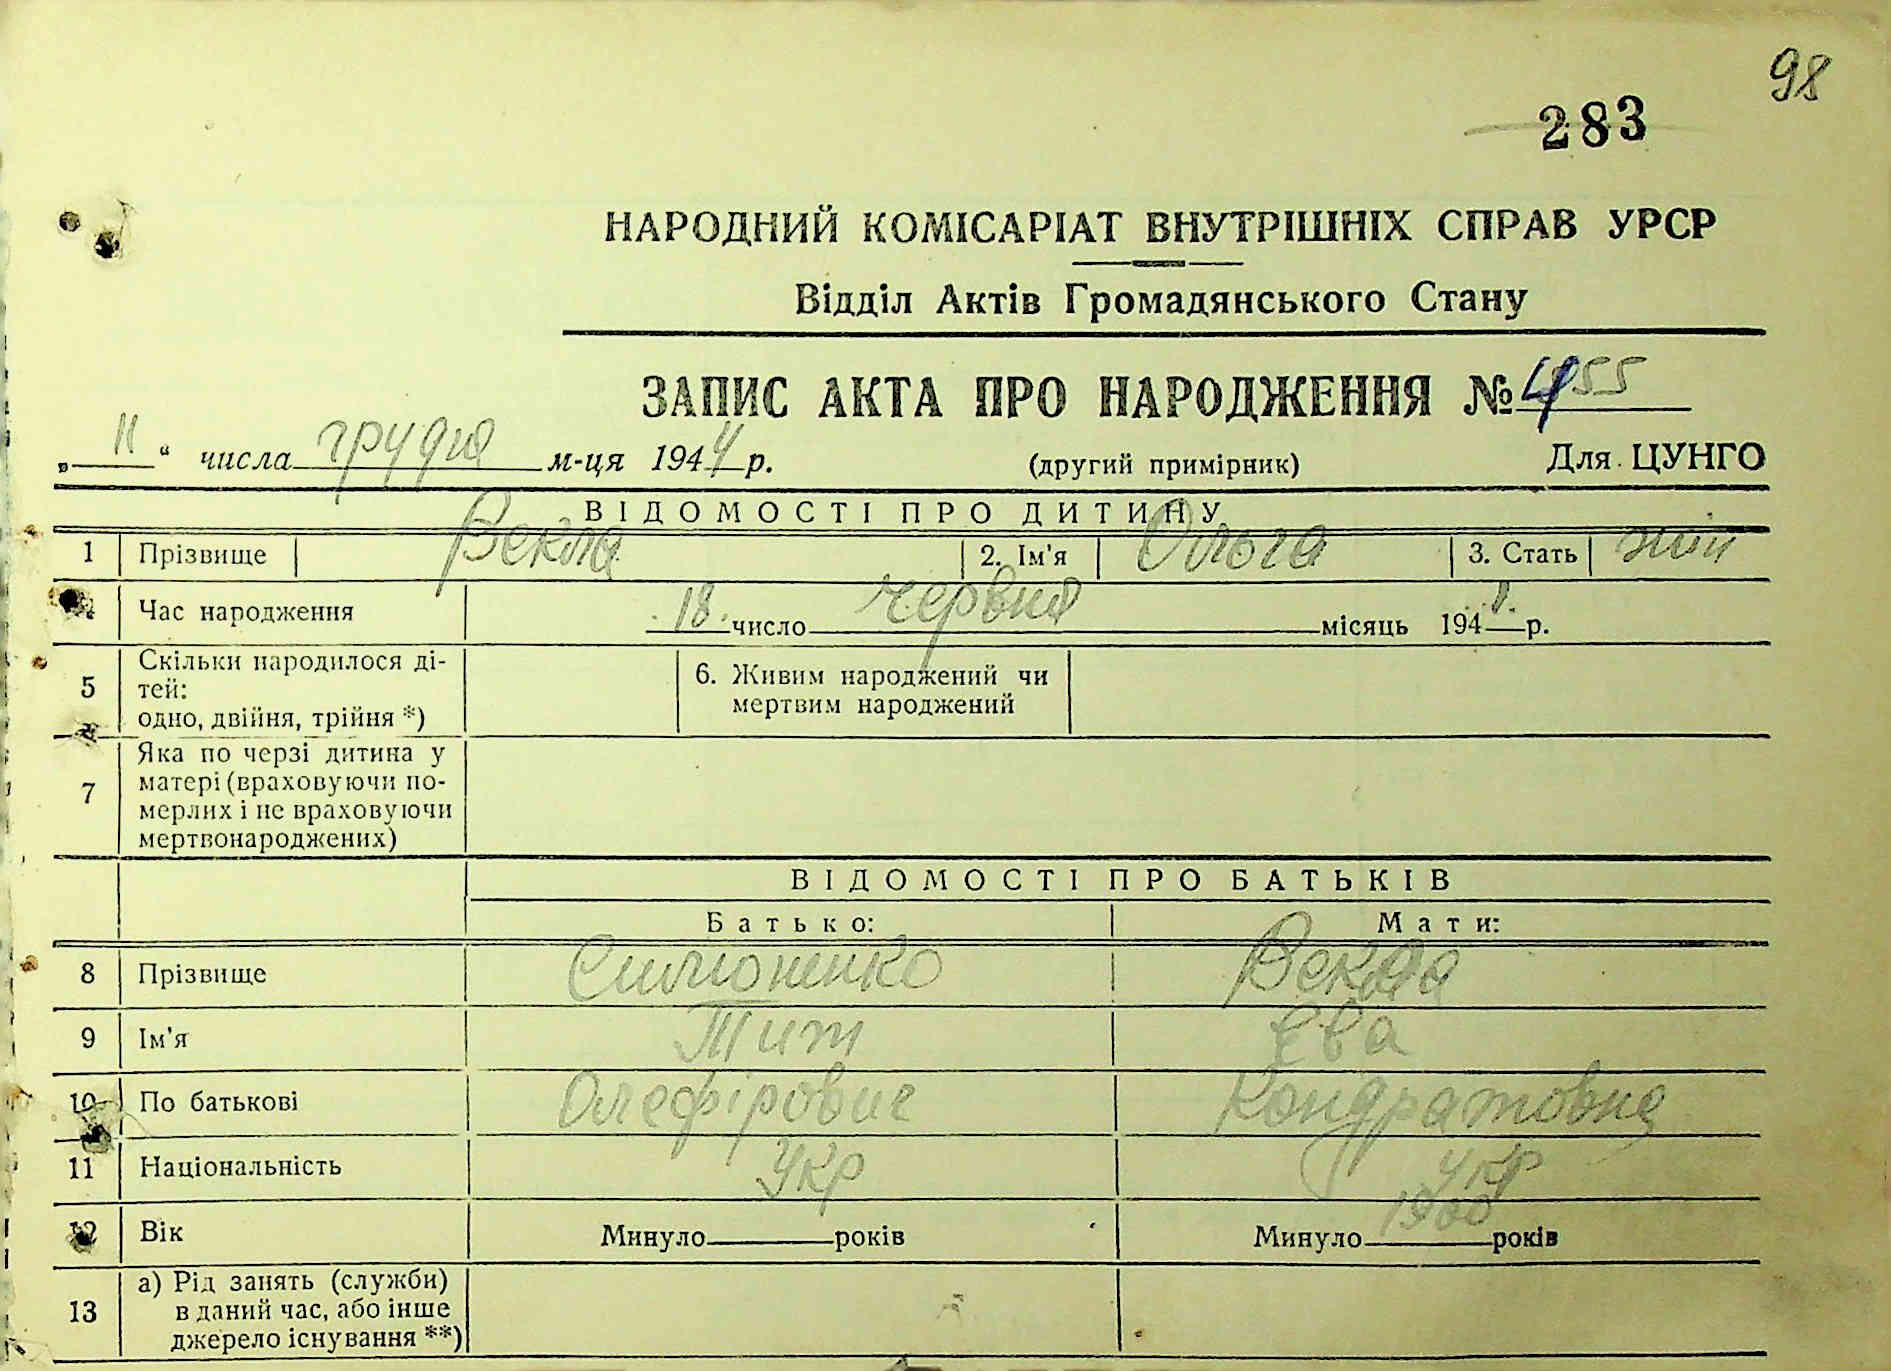 98
283
НАРОДНИЙ КОМІСАРІАТ ВНУТРІШНІХ СПРАВ УРСР
Відділ Актів Громадянського Стану
ЗАПИС АКТА ПРО НАРОДЖЕННЯ № 455
„ 11 “ числа грудня м-ця 1944 р. (другий примірник) Для ЦУНГО
ВІДОМОСТІ ПРО ДИТИНУ
1 Прізвище Векла 2. Ім'я Ольга 3. Стать жін
Час народження 18 число червня місяць 1941 р.
5 Скільки народилося ді-
тей:
одно, двійня, трійня *)
6. Живим народжений чи
мертвим народжений
7 Яка по черзі дитина у
матері (враховуючи по-
мерлих і не враховуючи
мертвонароджених)
ВІДОМОСТІ ПРО БАТЬКІВ
Батько: Мати:
8 Прізвище Симоненко Векла
9 Ім'я Тит Єва
10 По батькові Олефірович Кондратовна
11 Національність Укр Укр
12 Вік Минуло років Минуло 1900 років
13 а) Рід занять (служби)
в даний час, або інше
джерело існування **)